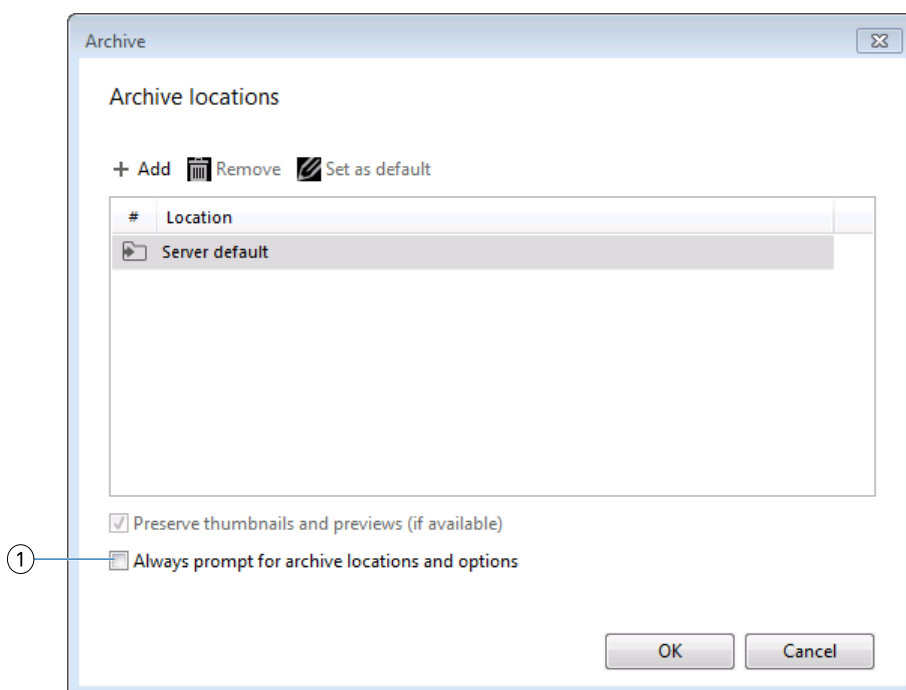 Archive
Archive locations
+ Add Remove Set as default
# Location
Server default
Preserve thumbnails and previews (if available)
1 Always prompt for archive locations and options
OK Cancel